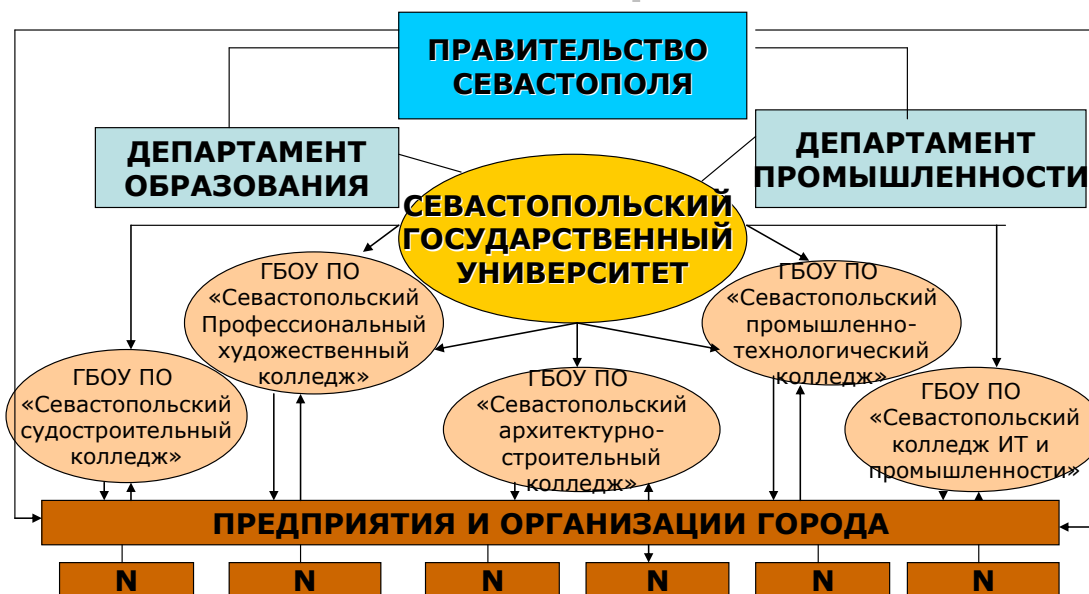 ПРАВИТЕЛЬСТВО
СЕВАСТОПОЛЯ
ДЕПАРТАМЕНТ
ОБРАЗОВАНИЯ
ДЕПАРТАМЕНТ
ПРОМЫШЛЕННОСТИ
СЕВАСТОПОЛЬСКИЙ
ГОСУДАРСТВЕННЫЙ
УНИВЕРСИТЕТ
ГБОУ ПО
«Севастопольский
Профессиональный
художественный
колледж»
ГБОУ ПО
«Севастопольский
промышленно-
технологический
колледж»
ГБОУ ПО
«Севастопольский
судостроительный
колледж»
ГБОУ ПО
«Севастопольский
архитектурно-
строительный
колледж»
ГБОУ ПО
«Севастопольский
колледж ИТ и
промышленности»
ПРЕДПРИЯТИЯ И ОРГАНИЗАЦИИ ГОРОДА
N
N
N
N
N
N